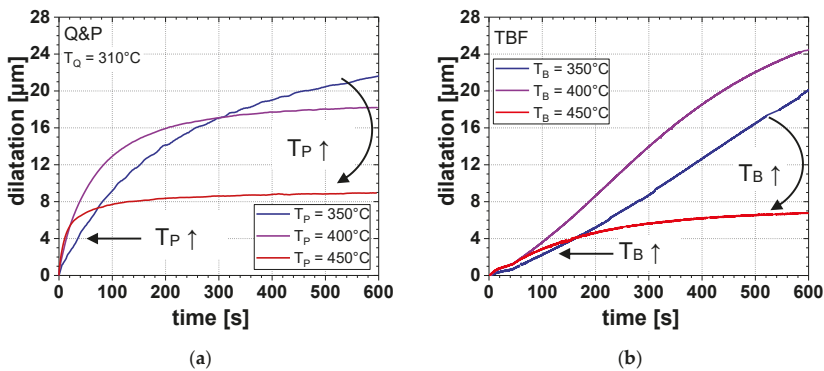 Q&P
T_Q = 310°C
28
24
20
16
12
8
4
0
dilatation [µm]
T_P ↑
T_P ↑
T_P = 350°C
T_P = 400°C
T_P = 450°C
0 100 200 300 400 500 600
time [s]
(a)
TBF
28
24
20
16
12
8
4
0
dilatation [µm]
T_B = 350°C
T_B = 400°C
T_B = 450°C
T_B ↑
T_B ↑
0 100 200 300 400 500 600
time [s]
(b)